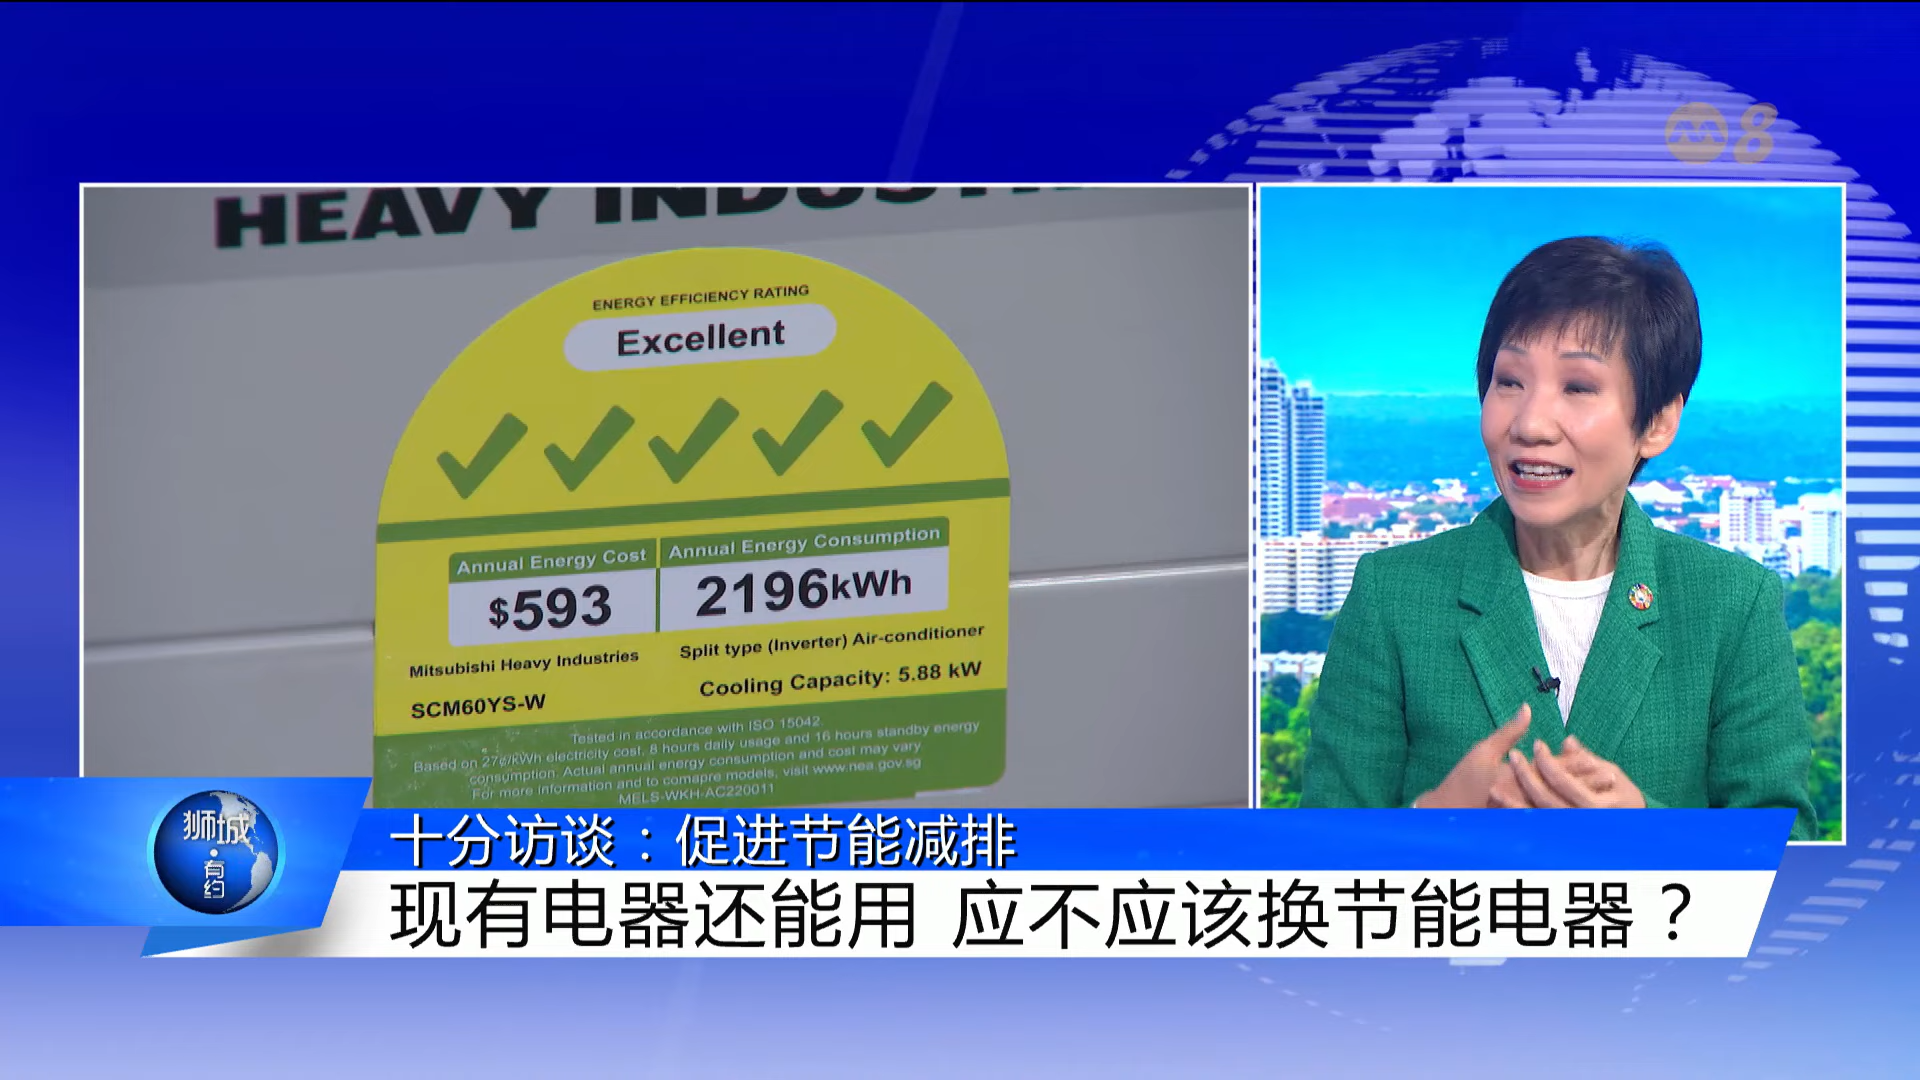 8
HEAVY INDUSTRI
ENERGY EFFICIENCY RATING
Excellent
Annual Energy Cost
$593
Annual Energy Consumption
2196kWh
Mitsubishi Heavy Industries
SCM60YS-W
Split type (Inverter) Air-conditioner
Cooling Capacity: 5.88 kW
Tested in accordance with ISO 15042.
Based on 27¢/kWh electricity cost, 8 hours daily usage and 16 hours standby energy
consumption. Actual annual energy consumption and cost may vary.
For more information and to comapre models, visit www.nea.gov.sg
MELS-WKH-AC220011
狮城
有约
十分访谈：促进节能减排
现有电器还能用 应不应该换节能电器？